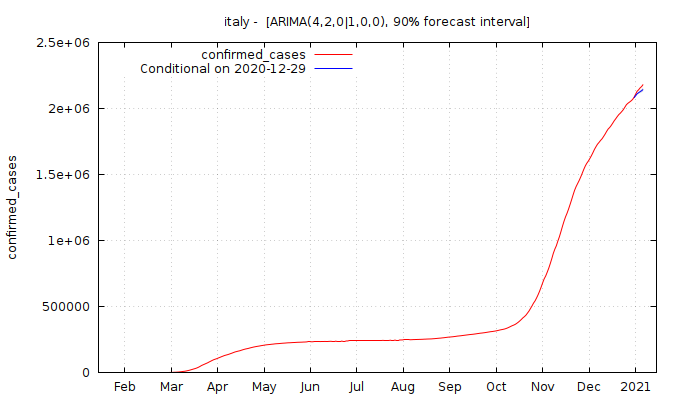 italy -  [ARIMA(4,2,0|1,0,0), 90% forecast interval]
2.5e+06
confirmed_cases
Conditional on 2020-12-29
2e+06
1.5e+06
confirmed_cases
1e+06
500000
0
Feb Mar Apr May Jun Jul Aug Sep Oct Nov Dec 2021